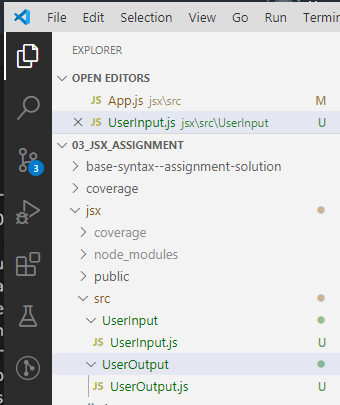 File Edit Selection View Go Run Termin
EXPLORER
OPEN EDITORS
JS App.js jsx\src M
JS UserInput.js jsx\src\UserInput U
03_JSX_ASSIGNMENT
base-syntax--assignment-solution
coverage
3
jsx
coverage
node_modules
public
src
UserInput
JS UserInput.js U
UserOutput
JS UserOutput.js U